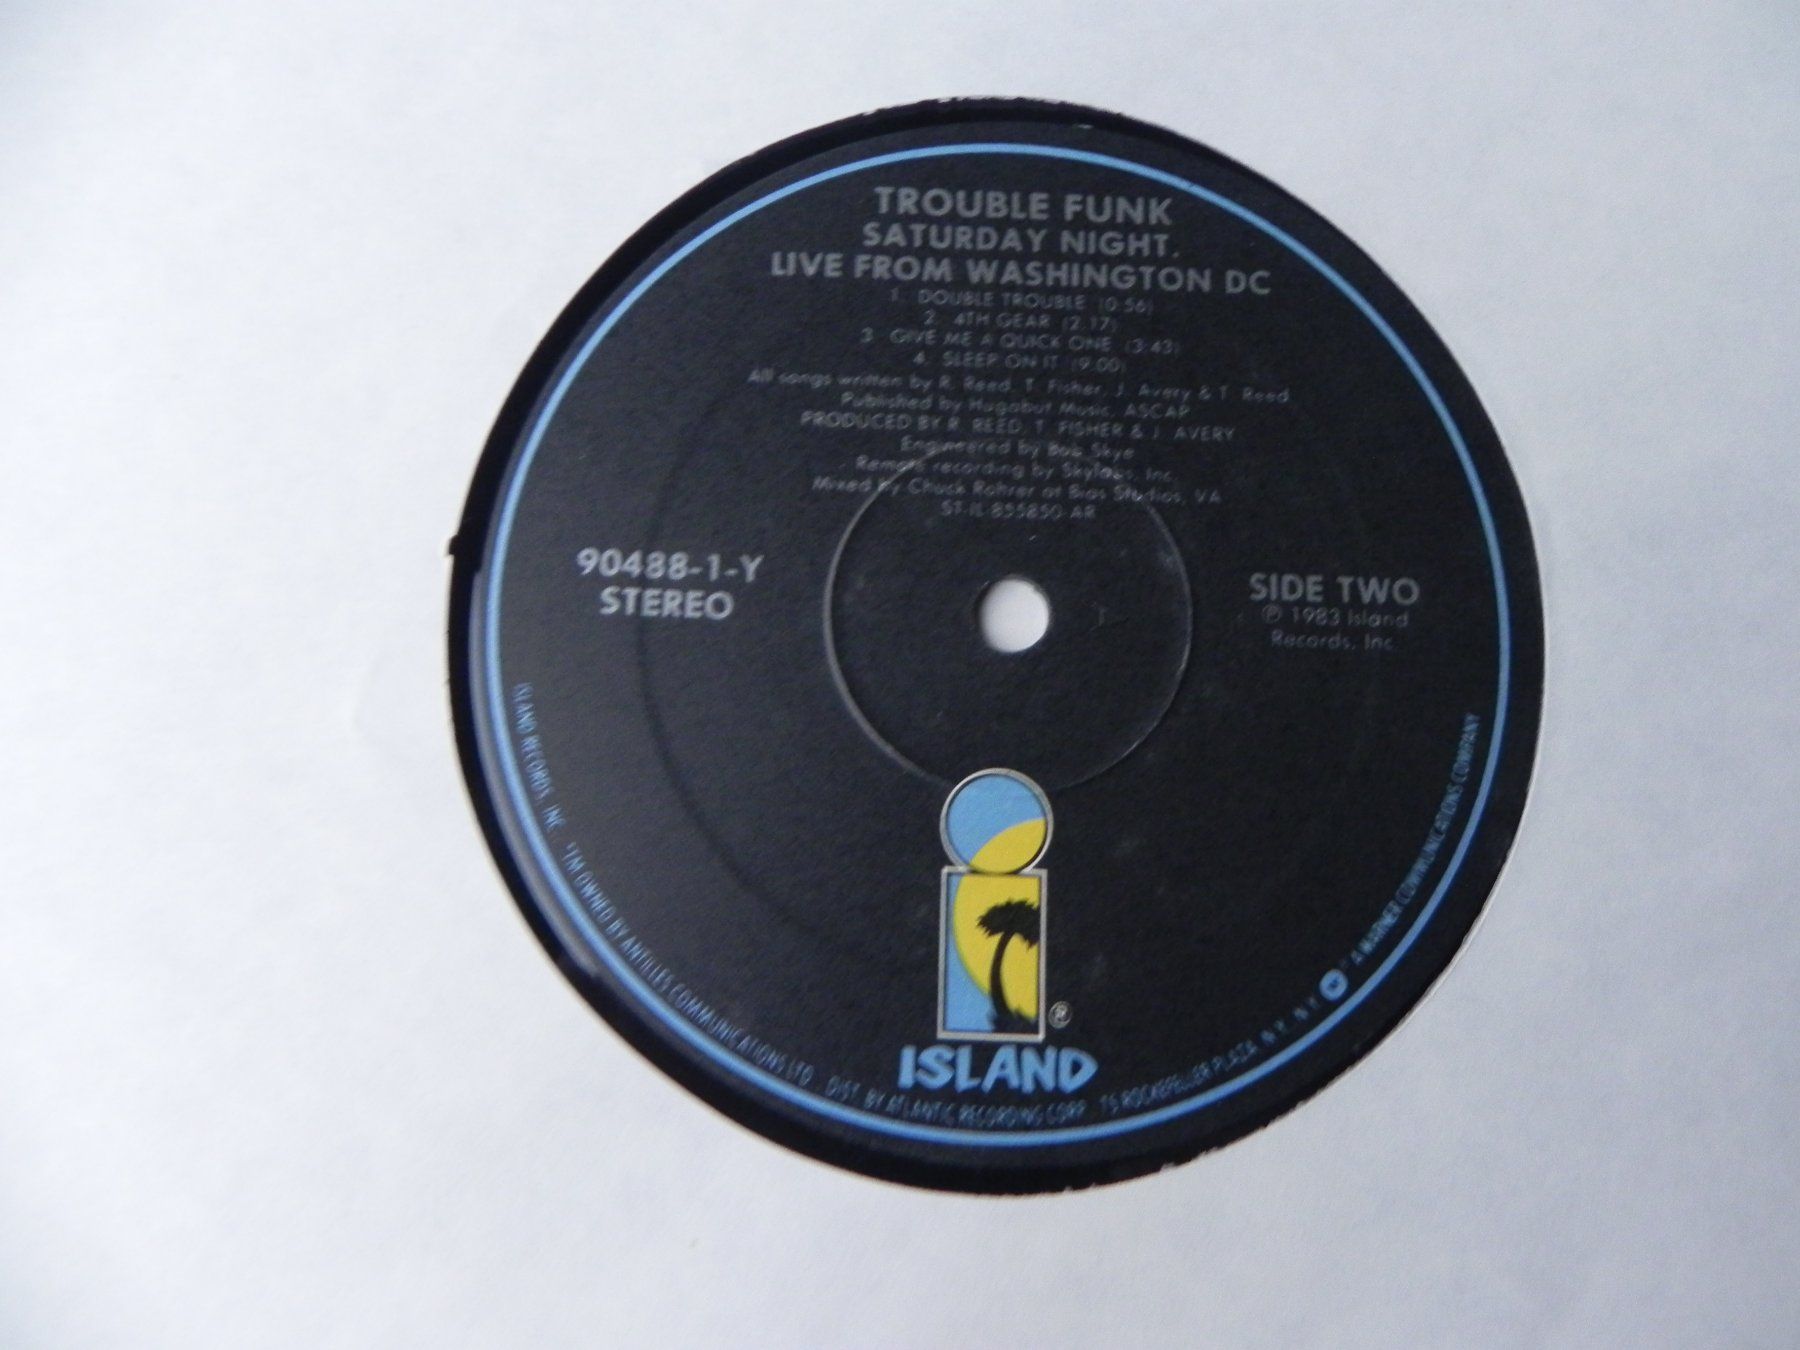 TROUBLE FUNK
SATURDAY NIGHT.
LIVE FROM WASHINGTON DC
1. DOUBLE TROUBLE (0:56)
2. 4TH GEAR (2:17)
3. GIVE ME A QUICK ONE (3:43)
4. SLEEP ON IT (9:00)
All songs written by R. Reed, T. Fisher, J. Avery & T. Reed
Published by Hugabut Music, ASCAP
PRODUCED BY R. REED, T. FISHER & J. AVERY
Engineered by Bob Skye
Remote recording by Skylabs, Inc.
Mixed by Chuck Rohrer at Bias Studios, VA
ST-IL-855850-AR
90488-1-Y
STEREO
SIDE TWO
℗ 1983 Island
Records, Inc.
®
ISLAND
ISLAND RECORDS, INC. *TM OWNED BY ANTILLES COMMUNICATIONS LTD. DIST. BY ATLANTIC RECORDING CORP. 75 ROCKEFELLER PLAZA, N.Y., N.Y. A WARNER COMMUNICATIONS COMPANY